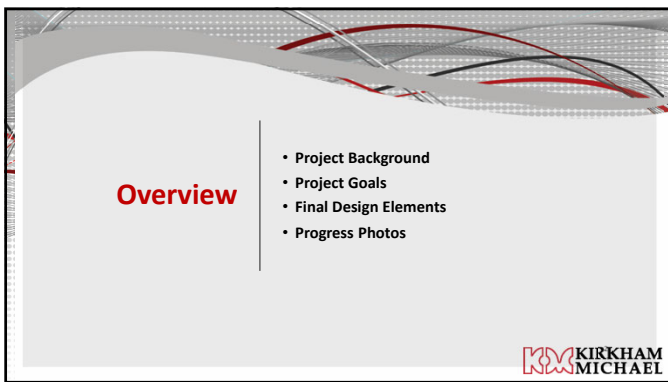 Overview
• Project Background
• Project Goals
• Final Design Elements
• Progress Photos
KIRKHAM
MICHAEL